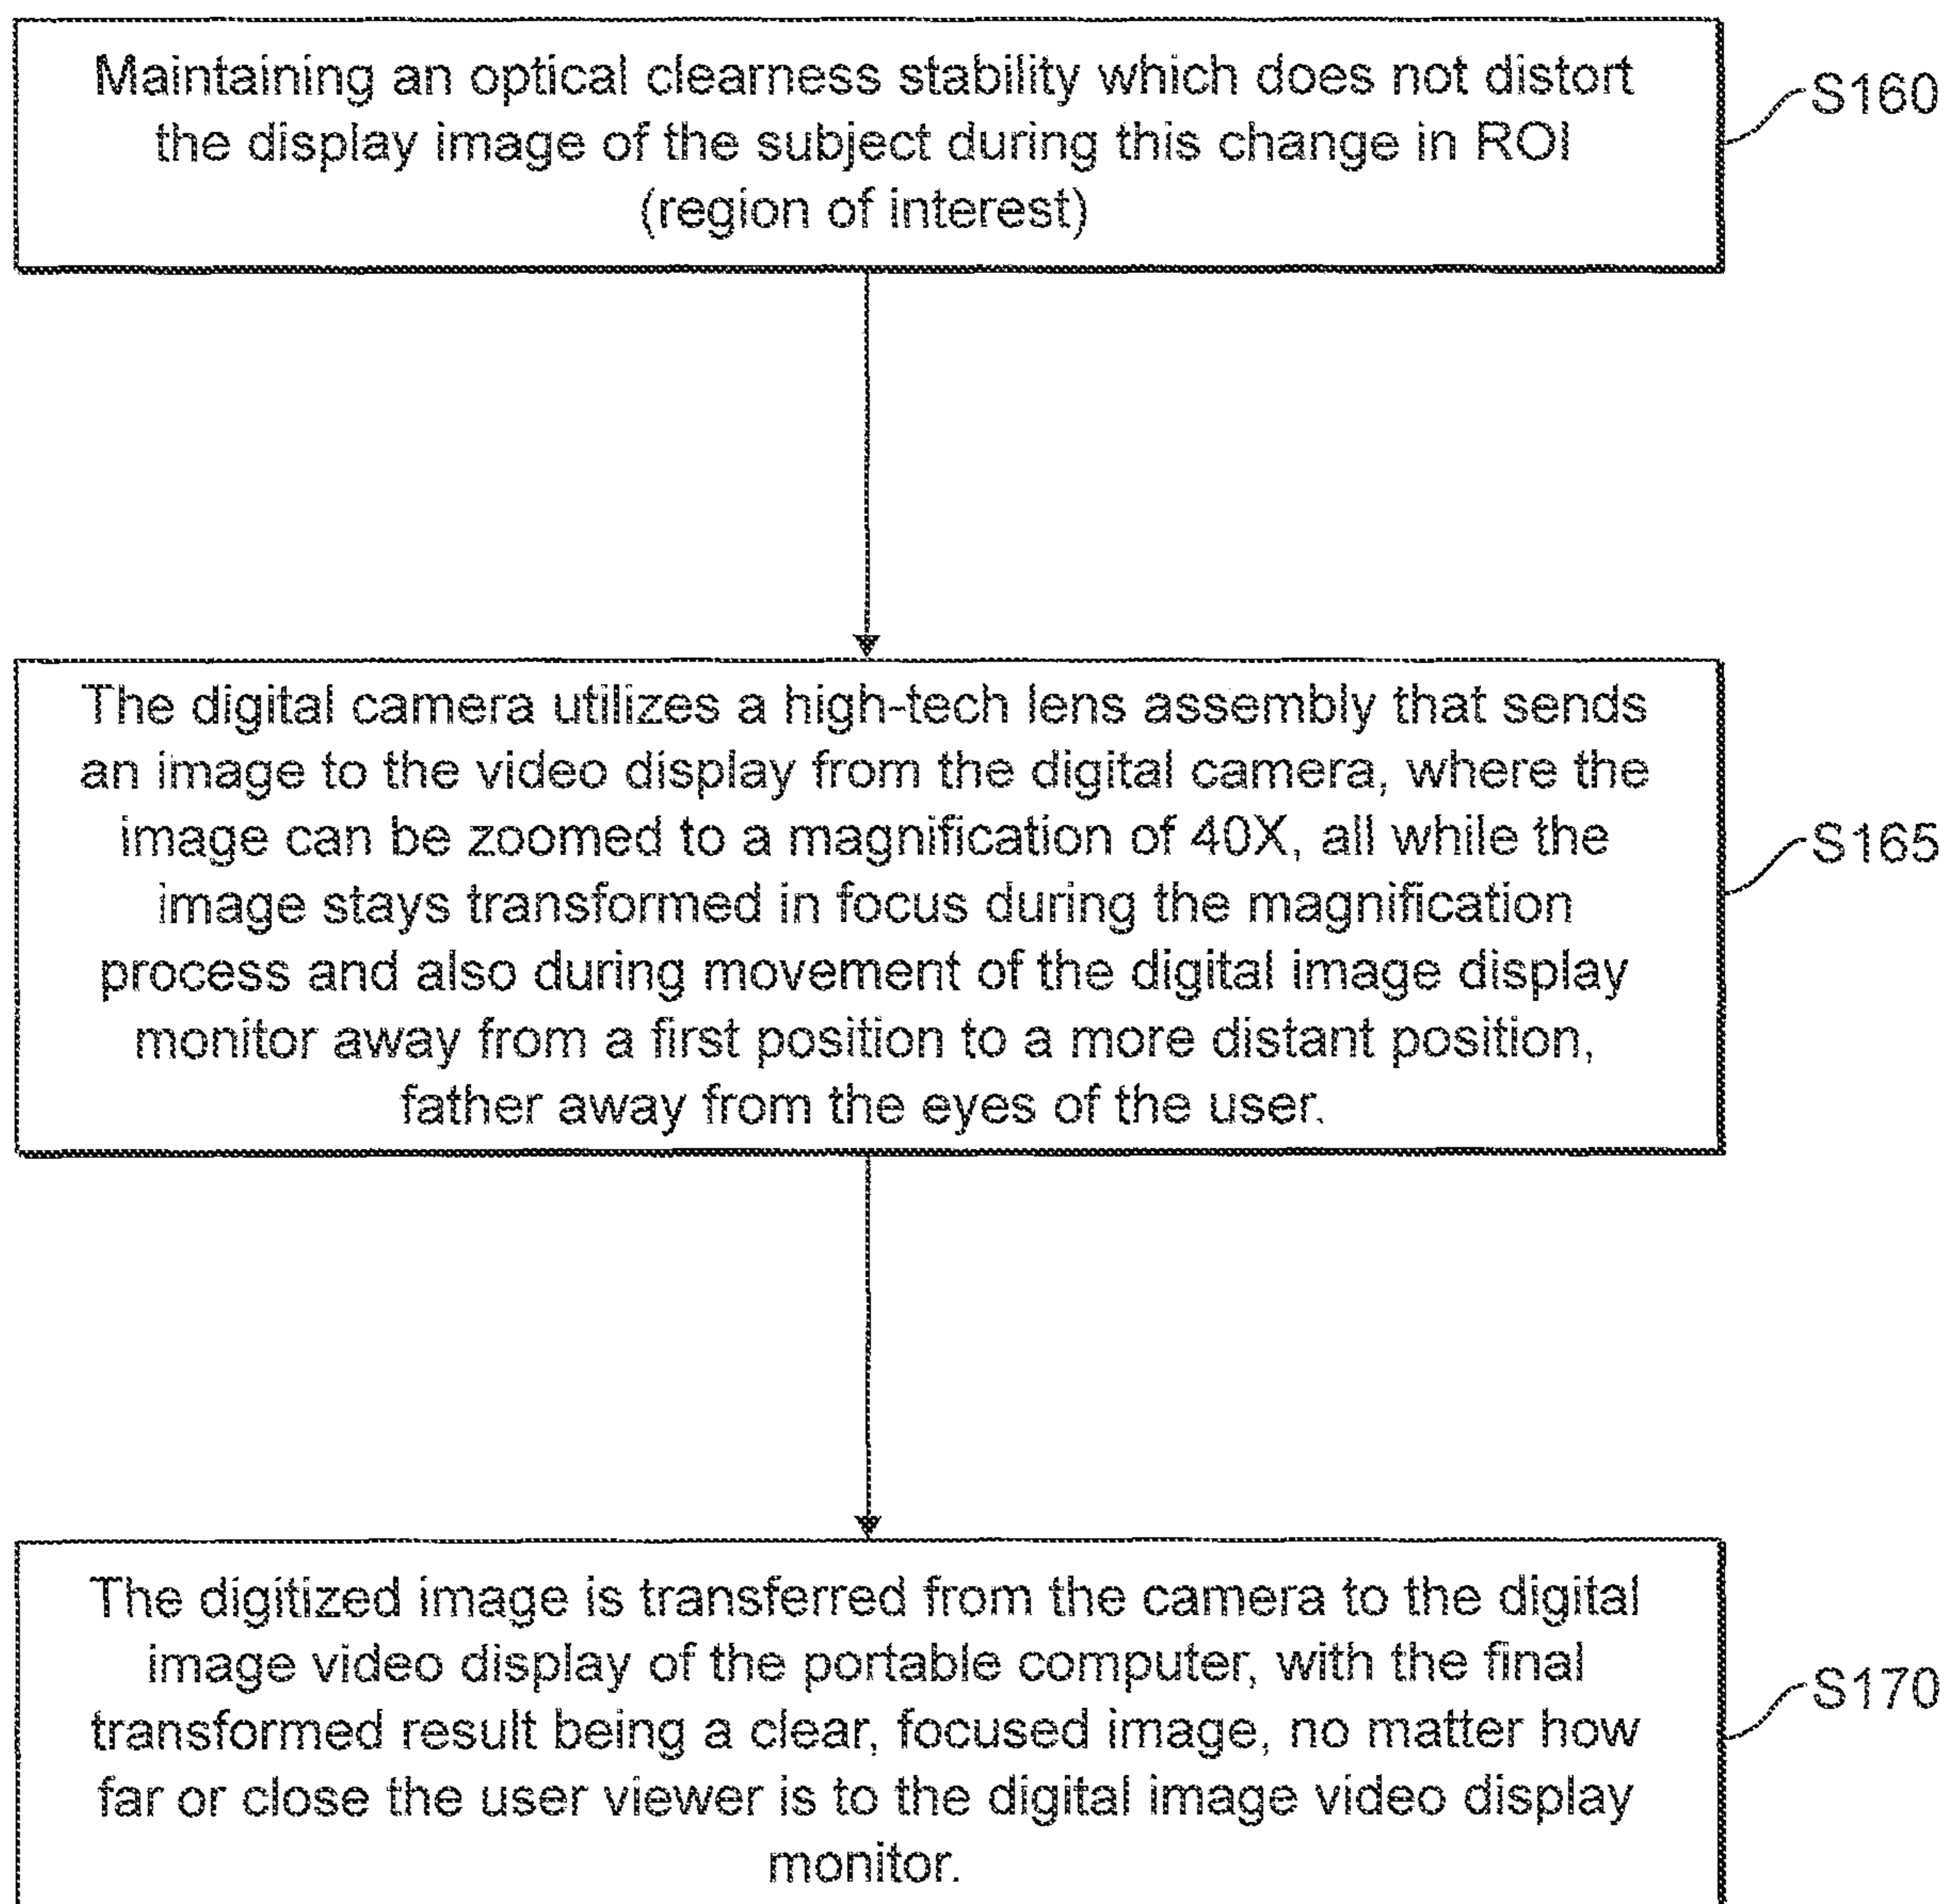 Maintaining an optical clearness stability which does not distort
the display image of the subject during this change in ROI
(region of interest)
S160
The digital camera utilizes a high-tech lens assembly that sends
an image to the video display from the digital camera, where the
image can be zoomed to a magnification of 40X, all while the
image stays transformed in focus during the magnification
process and also during movement of the digital image display
monitor away from a first position to a more distant position,
father away from the eyes of the user.
S165
The digitized image is transferred from the camera to the digital
image video display of the portable computer, with the final
transformed result being a clear, focused image, no matter how
far or close the user viewer is to the digital image video display
monitor.
S170